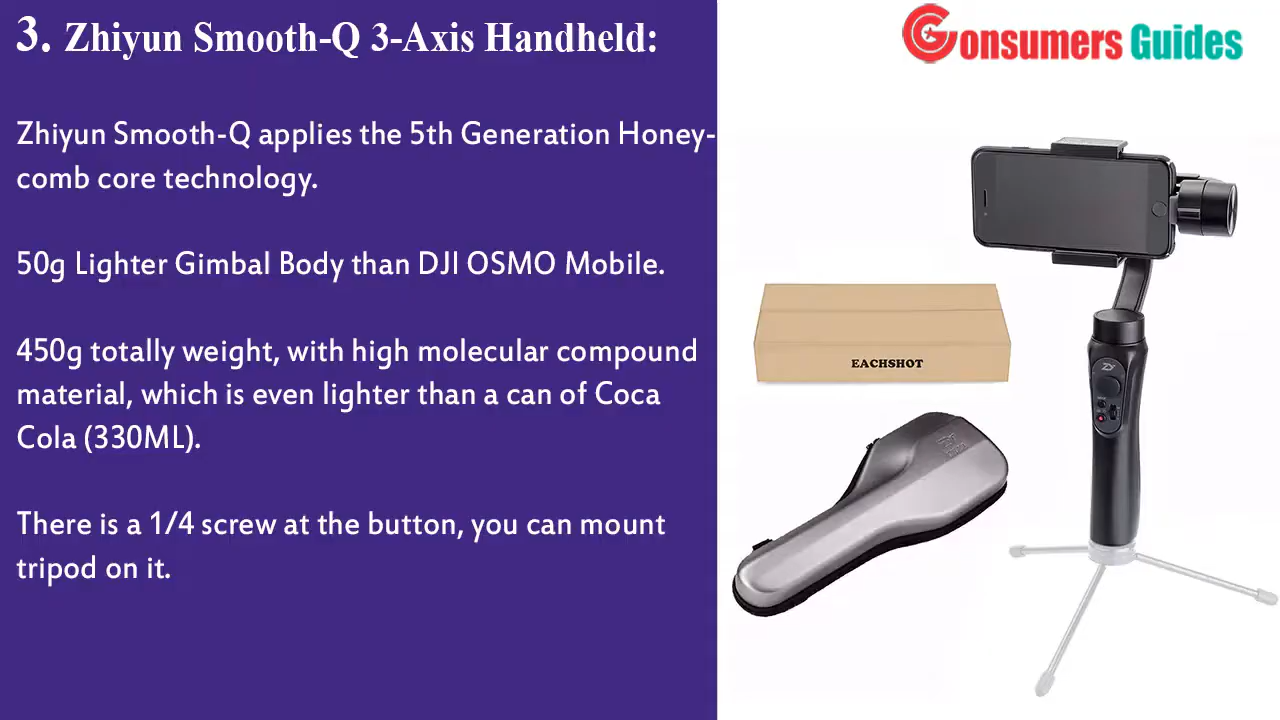 3. Zhiyun Smooth-Q 3-Axis Handheld:
Consumers Guides
Zhiyun Smooth-Q applies the 5th Generation Honey-
comb core technology.
50g Lighter Gimbal Body than DJI OSMO Mobile.
450g totally weight, with high molecular compound
material, which is even lighter than a can of Coca
Cola (330ML).
There is a 1/4 screw at the button, you can mount
tripod on it.
EACHSHOT
ZY